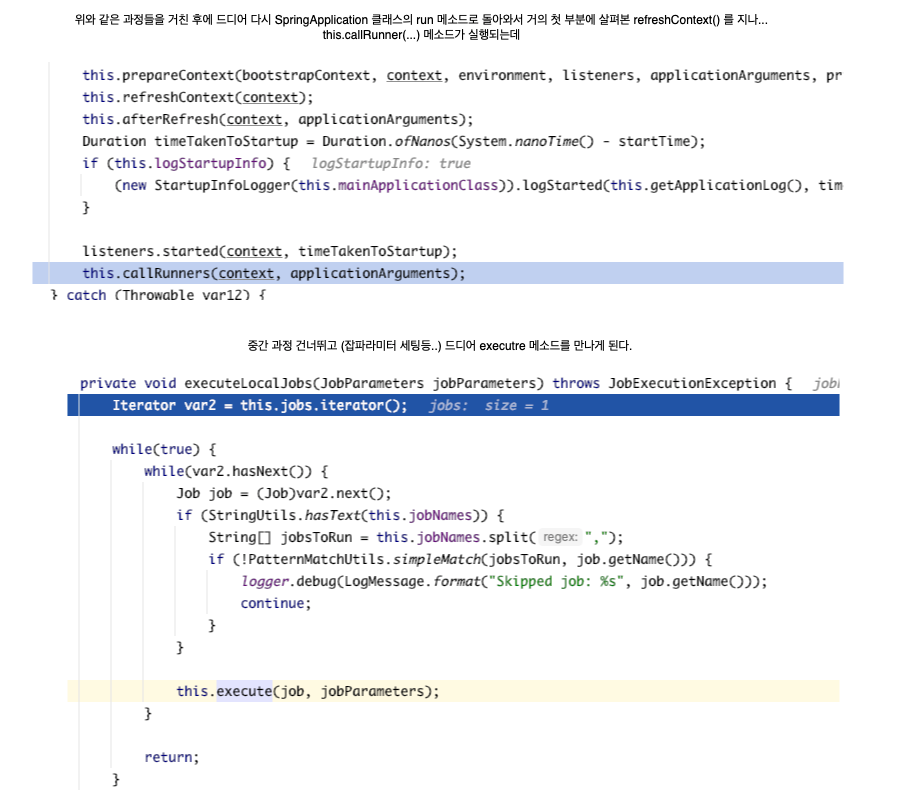 위와 같은 과정들을 거친 후에 드디어 다시 SpringApplication 클래스의 run 메소드로 돌아와서 거의 첫 부분에 살펴본 refreshContext() 를 지나...
this.callRunner(...) 메소드가 실행되는데
this.prepareContext(bootstrapContext, context, environment, listeners, applicationArguments, pr
this.refreshContext(context);
this.afterRefresh(context, applicationArguments);
Duration timeTakenToStartup = Duration.ofNanos(System.nanoTime() - startTime);
if (this.logStartupInfo) { logStartupInfo: true
(new StartupInfoLogger(this.mainApplicationClass)).logStarted(this.getApplicationLog(), tim
}
listeners.started(context, timeTakenToStartup);
this.callRunners(context, applicationArguments);
} catch (Throwable var12) {
중간 과정 건너뛰고 (잡파라미터 세팅등..) 드디어 executre 메소드를 만나게 된다.
private void executeLocalJobs(JobParameters jobParameters) throws JobExecutionException { jobl
Iterator var2 = this.jobs.iterator(); jobs: size = 1
while(true) {
while(var2.hasNext()) {
Job job = (Job)var2.next();
if (StringUtils.hasText(this.jobNames)) {
String[] jobsToRun = this.jobNames.split( regex: ",");
if (!PatternMatchUtils.simpleMatch(jobsToRun, job.getName())) {
logger.debug(LogMessage.format("Skipped job: %s", job.getName()));
continue;
}
}
this.execute(job, jobParameters);
}
return;
}